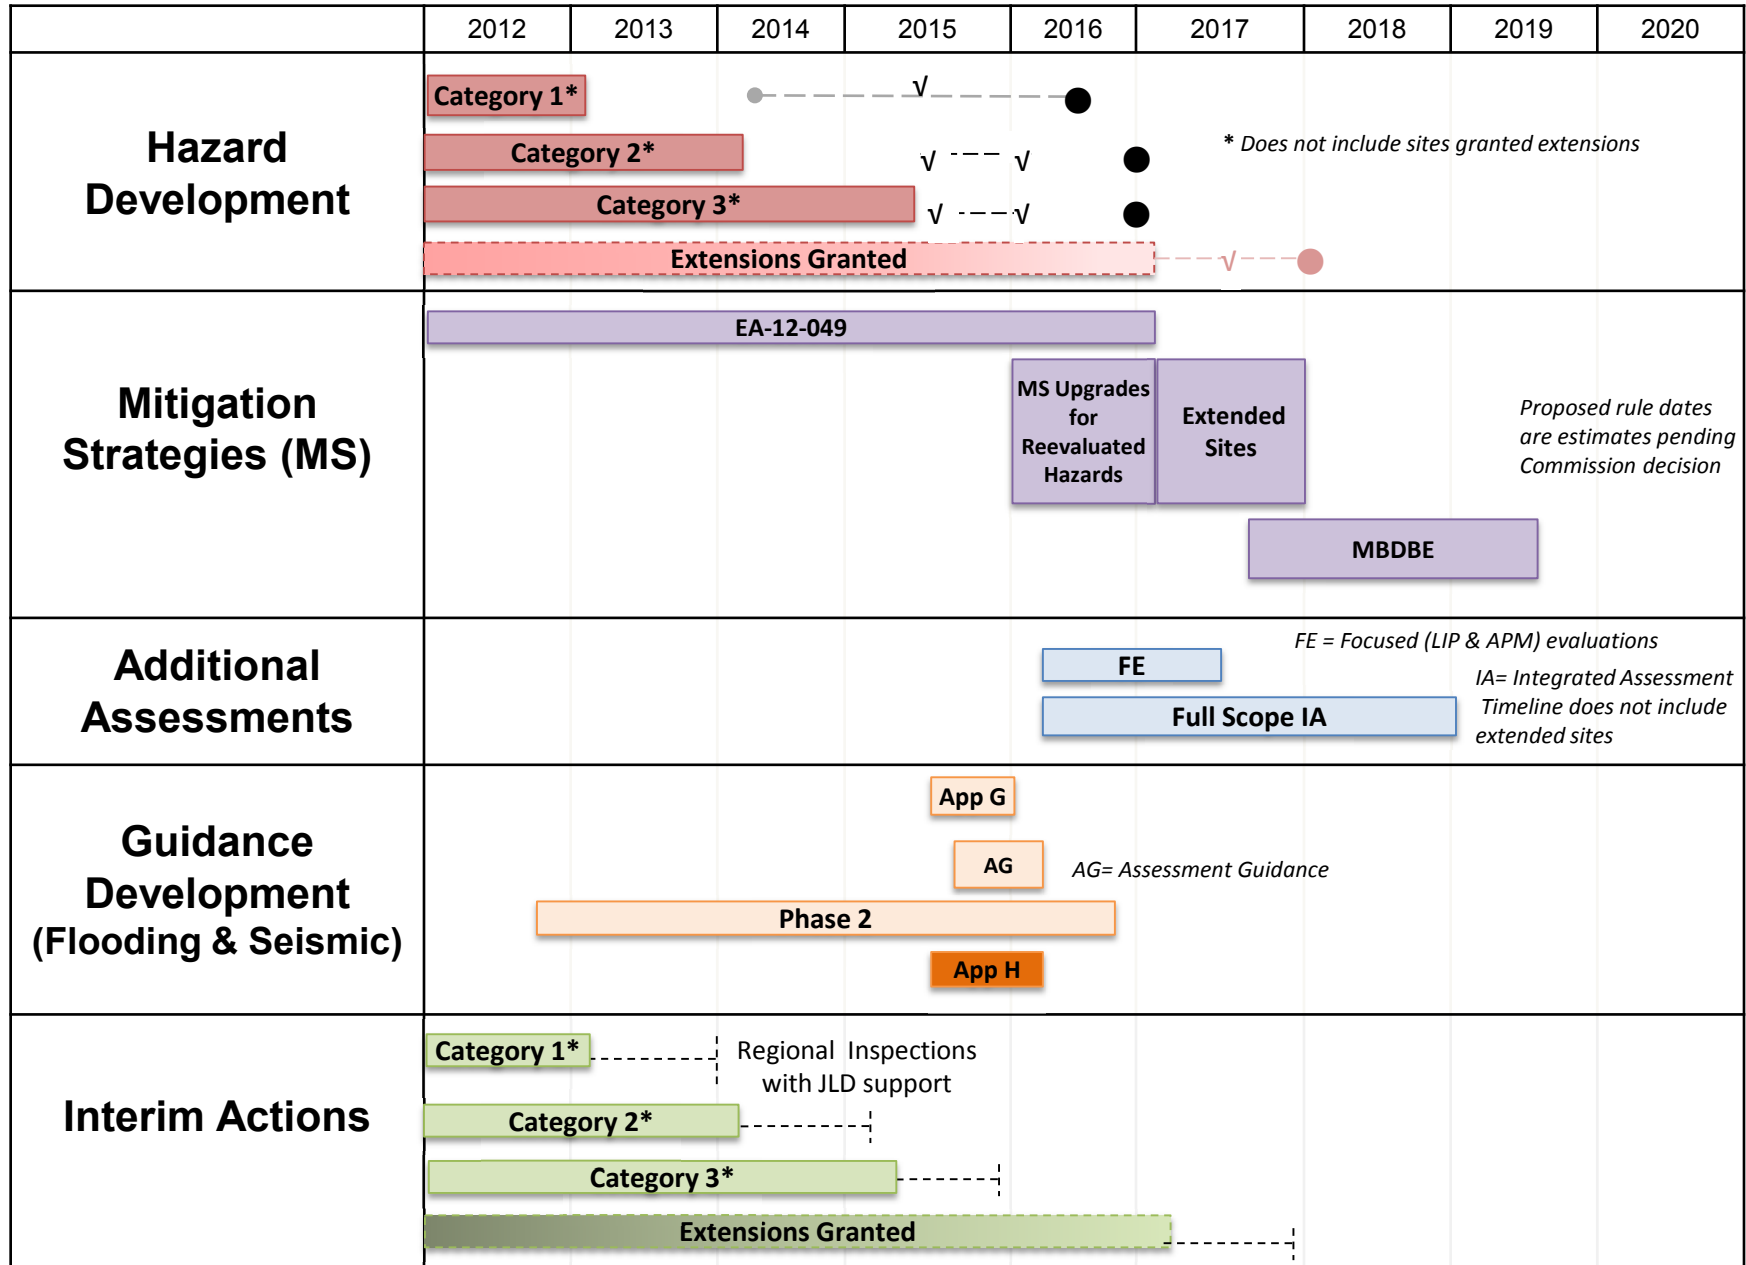 2012 2013 2014 2015 2016 2017 2018 2019 2020
Hazard
Development
Category 1*
√
Category 2*
√ √
* Does not include sites granted extensions
Category 3*
√ √
Extensions Granted
√
Mitigation
Strategies (MS)
EA-12-049
MS Upgrades
for
Reevaluated
Hazards
Extended
Sites
Proposed rule dates
are estimates pending
Commission decision
MBDBE
Additional
Assessments
FE
FE = Focused (LIP & APM) evaluations
Full Scope IA
IA= Integrated Assessment
Timeline does not include
extended sites
Guidance
Development
(Flooding & Seismic)
App G
AG
AG= Assessment Guidance
Phase 2
App H
Interim Actions
Category 1*
Regional Inspections
with JLD support
Category 2*
Category 3*
Extensions Granted